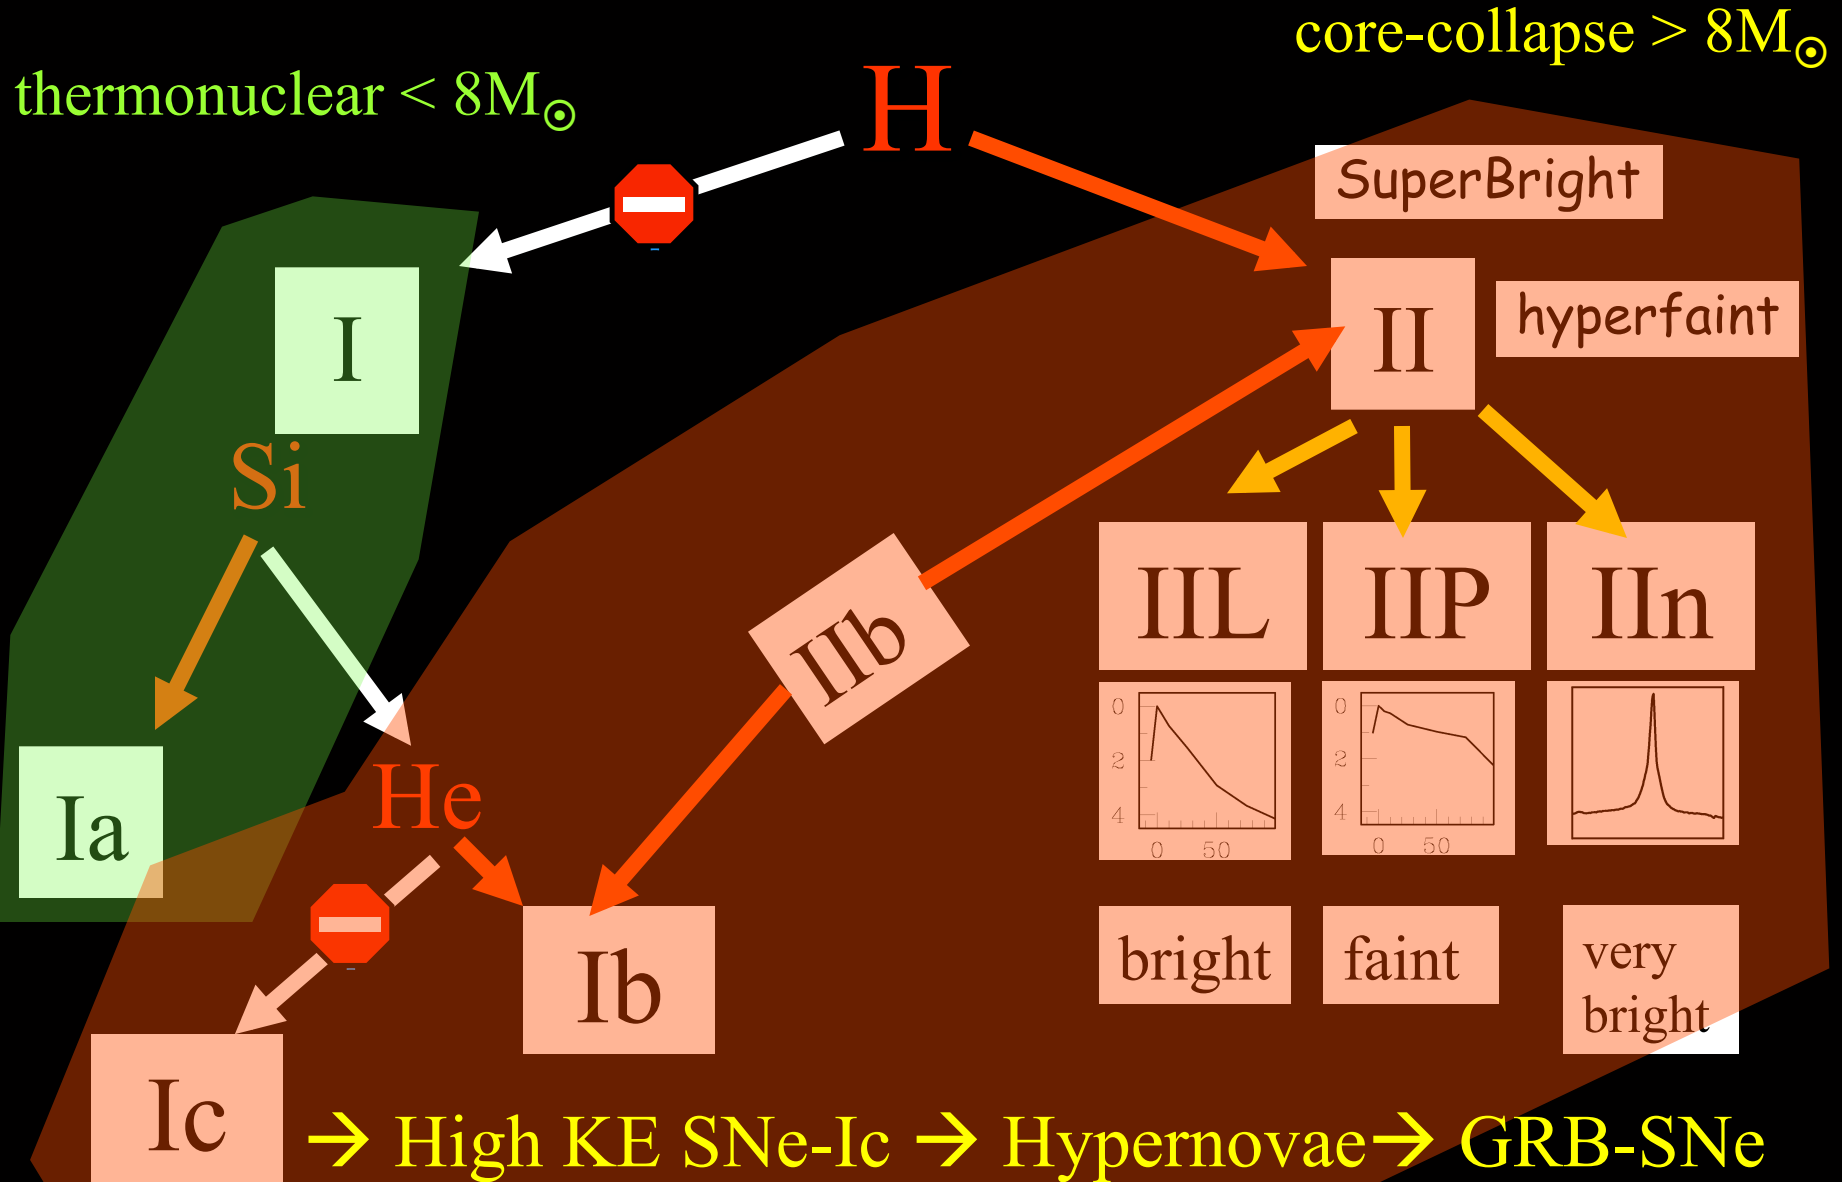 core-collapse > 8M☉
thermonuclear < 8M☉
H
SuperBright
I
II
hyperfaint
Si
IIb
IIL
IIP
IIn
0
2
4
0 50
0
2
4
0 50
Ia
He
Ib
bright
faint
very
bright
Ic
→ High KE SNe-Ic → Hypernovae→ GRB-SNe